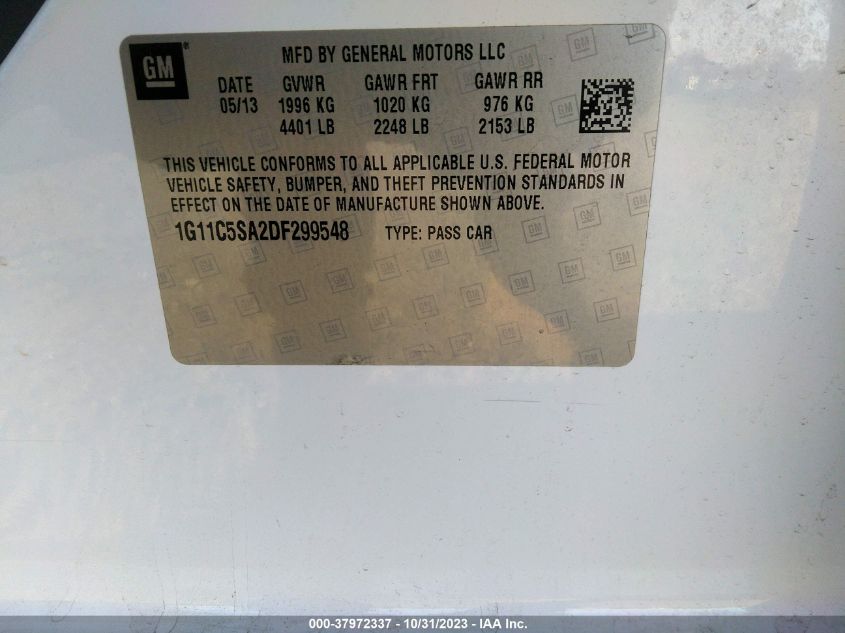 GM
MFD BY GENERAL MOTORS LLC
DATE GVWR GAWR FRT GAWR RR
05/13 1996 KG 1020 KG 976 KG
4401 LB 2248 LB 2153 LB
THIS VEHICLE CONFORMS TO ALL APPLICABLE U.S. FEDERAL MOTOR
VEHICLE SAFETY, BUMPER, AND THEFT PREVENTION STANDARDS IN
EFFECT ON THE DATE OF MANUFACTURE SHOWN ABOVE.
1G11C5SA2DF299548 TYPE: PASS CAR
000-37972337 - 10/31/2023 - IAA Inc.